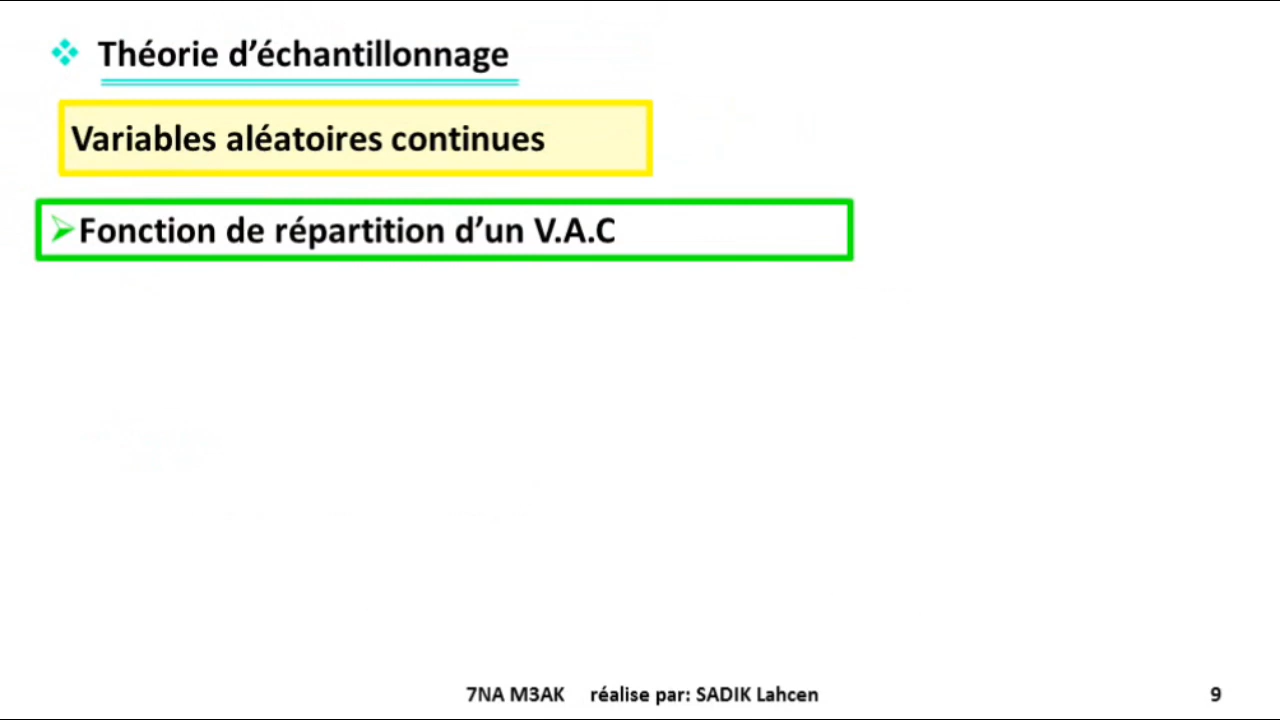 Théorie d’échantillonnage
Variables aléatoires continues
Fonction de répartition d’un V.A.C
7NA M3AK réalise par: SADIK Lahcen 9